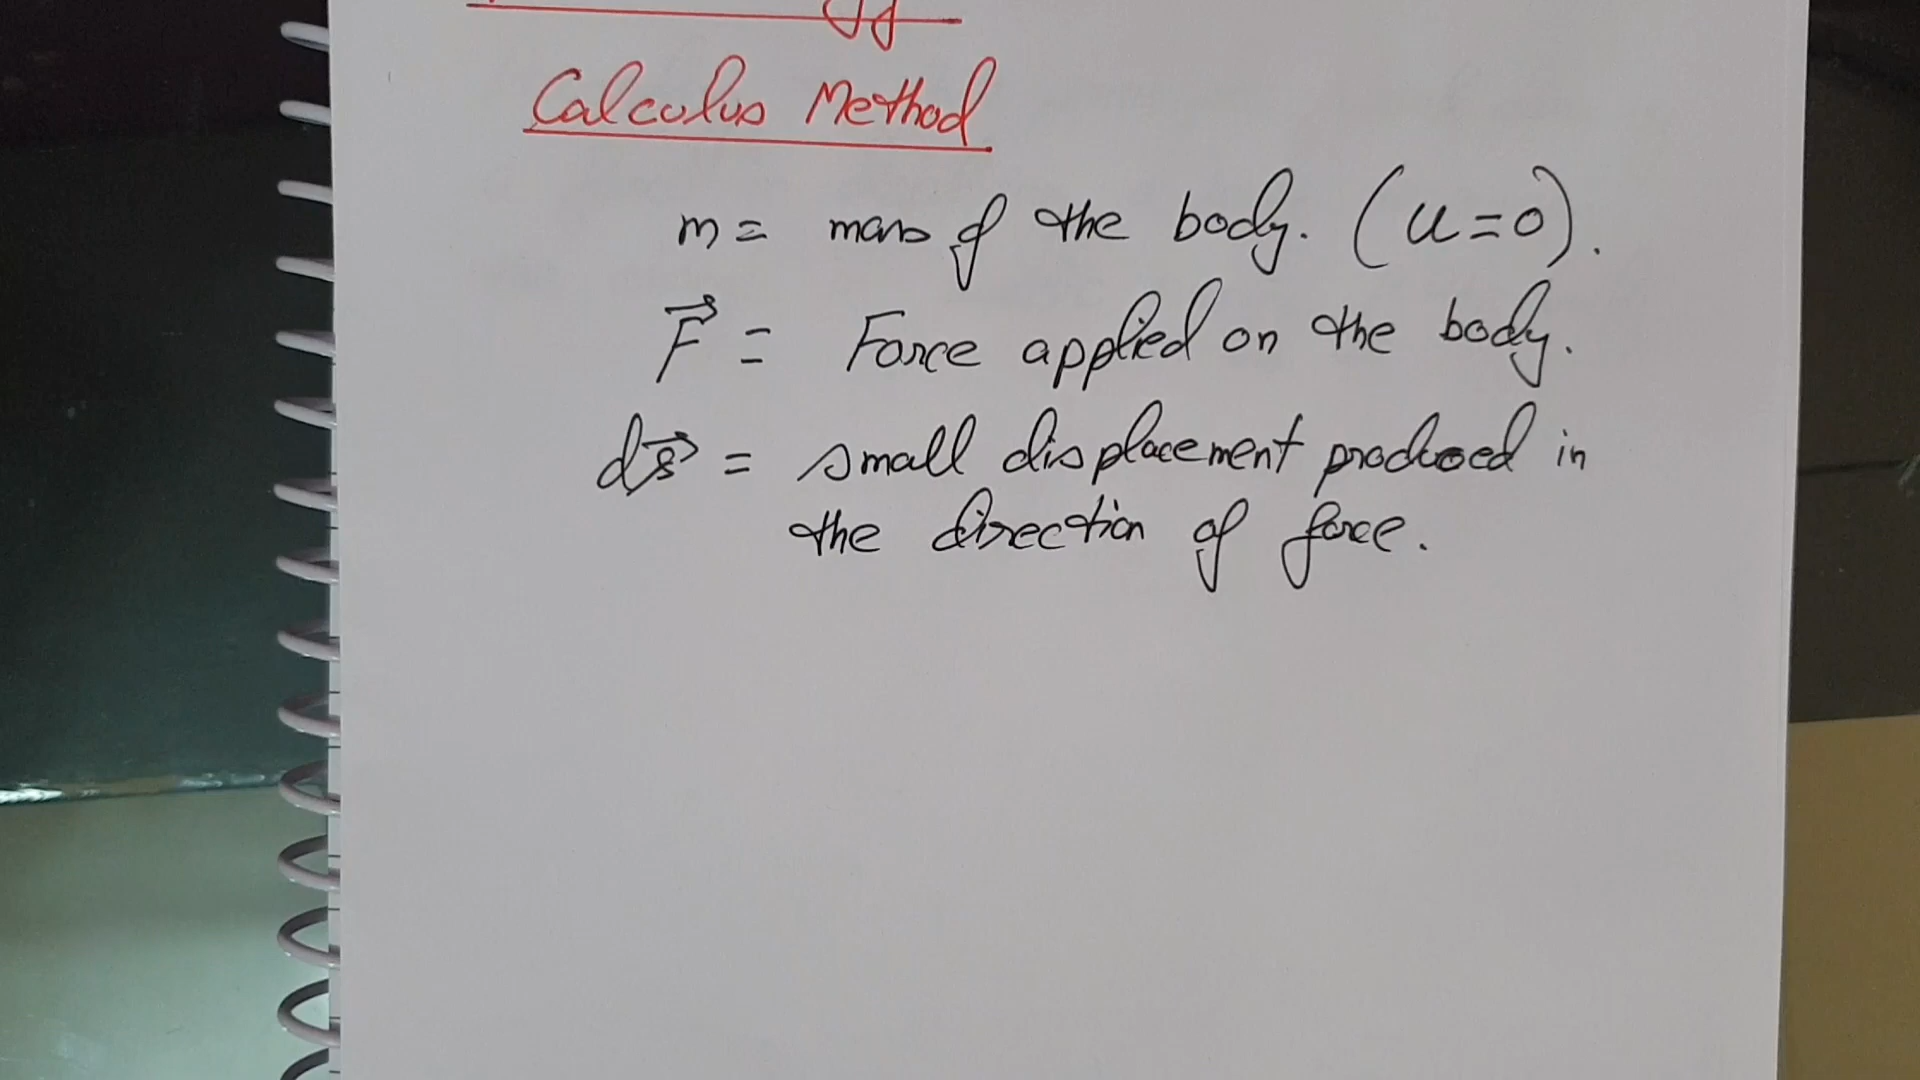 Calculus Method
m = mass of the body. (u=0).
F⃗ = Force applied on the body.
ds⃗ = small displacement produced in
the direction of force.